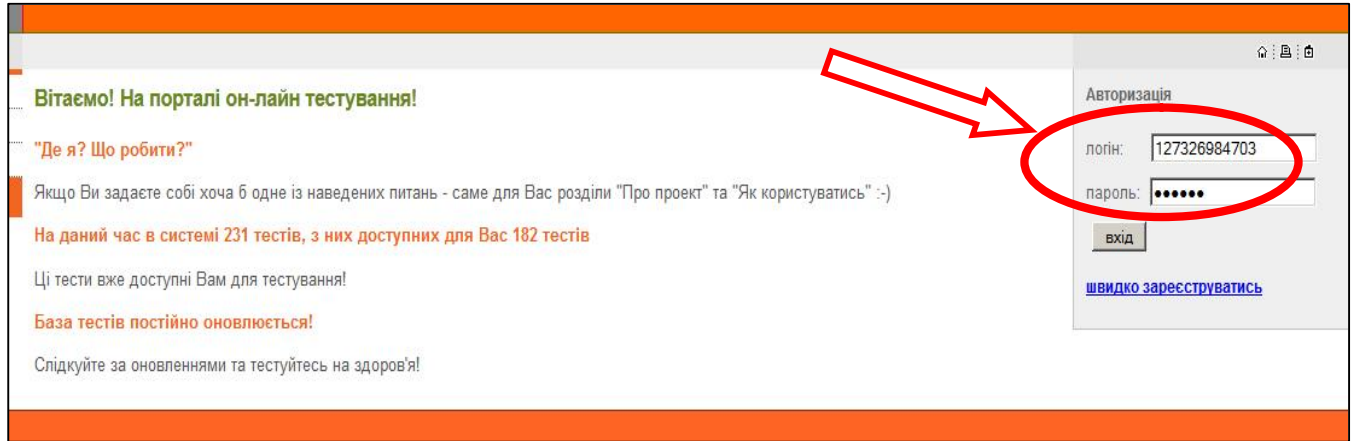 Вітаємо! На порталі он-лайн тестування!
"Де я? Що робити?"
Якщо Ви задаєте собі хоча б одне із наведених питань - саме для Вас розділи "Про проект" та "Як користуватись" :-)
На даний час в системі 231 тестів, з них доступних для Вас 182 тестів
Ці тести вже доступні Вам для тестування!
База тестів постійно оновлюється!
Слідкуйте за оновленнями та тестуйтесь на здоров'я!
Авторизація
логін: 127326984703
пароль: ••••••
вхід
швидко зареєструватись